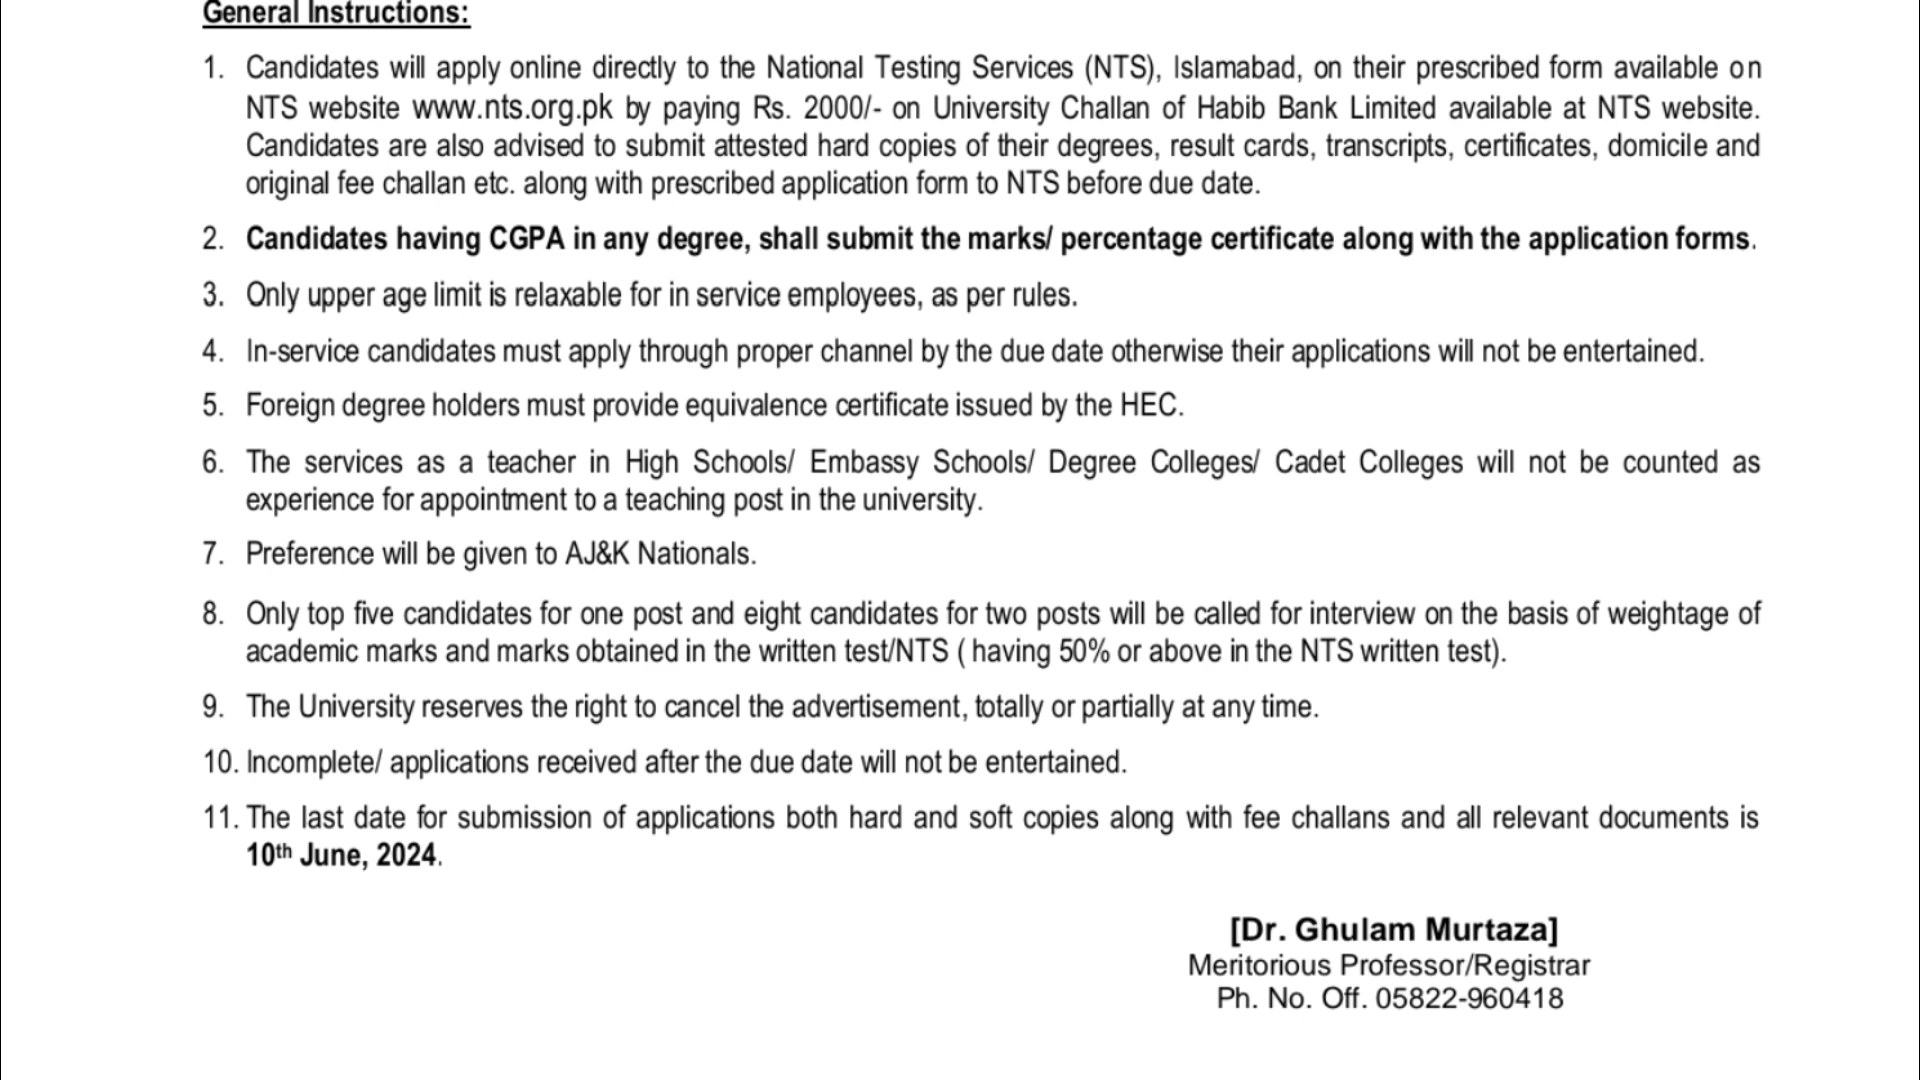 General Instructions:
1. Candidates will apply online directly to the National Testing Services (NTS), Islamabad, on their prescribed form available on
NTS website www.nts.org.pk by paying Rs. 2000/- on University Challan of Habib Bank Limited available at NTS website.
Candidates are also advised to submit attested hard copies of their degrees, result cards, transcripts, certificates, domicile and
original fee challan etc. along with prescribed application form to NTS before due date.
2. Candidates having CGPA in any degree, shall submit the marks/ percentage certificate along with the application forms.
3. Only upper age limit is relaxable for in service employees, as per rules.
4. In-service candidates must apply through proper channel by the due date otherwise their applications will not be entertained.
5. Foreign degree holders must provide equivalence certificate issued by the HEC.
6. The services as a teacher in High Schools/ Embassy Schools/ Degree Colleges/ Cadet Colleges will not be counted as
experience for appointment to a teaching post in the university.
7. Preference will be given to AJ&K Nationals.
8. Only top five candidates for one post and eight candidates for two posts will be called for interview on the basis of weightage of
academic marks and marks obtained in the written test/NTS ( having 50% or above in the NTS written test).
9. The University reserves the right to cancel the advertisement, totally or partially at any time.
10. Incomplete/ applications received after the due date will not be entertained.
11. The last date for submission of applications both hard and soft copies along with fee challans and all relevant documents is
10th June, 2024.
[Dr. Ghulam Murtaza]
Meritorious Professor/Registrar
Ph. No. Off. 05822-960418